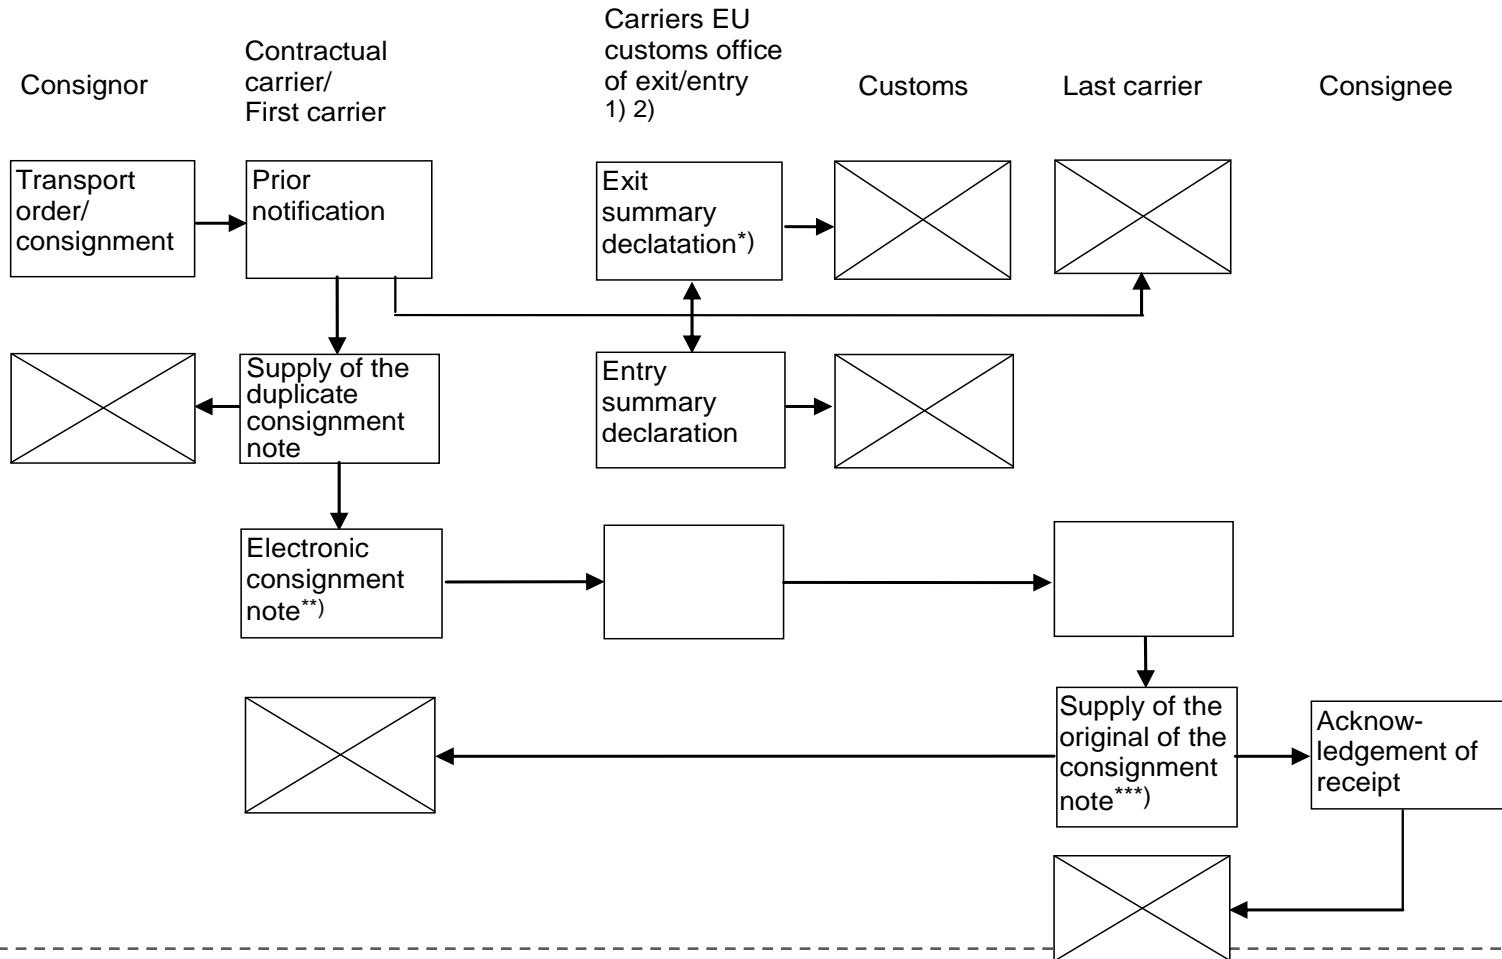 Consignor
Contractual
carrier/
First carrier
Carriers EU
customs office
of exit/entry
1) 2)
Customs
Last carrier
Consignee
Transport
order/
consignment
Prior
notification
Exit
summary
declatation*)
Supply of the
duplicate
consignment
note
Entry
summary
declaration
Electronic
consignment
note**)
Supply of the
original of the
consignment
note***)
Acknow-
ledgement of
receipt